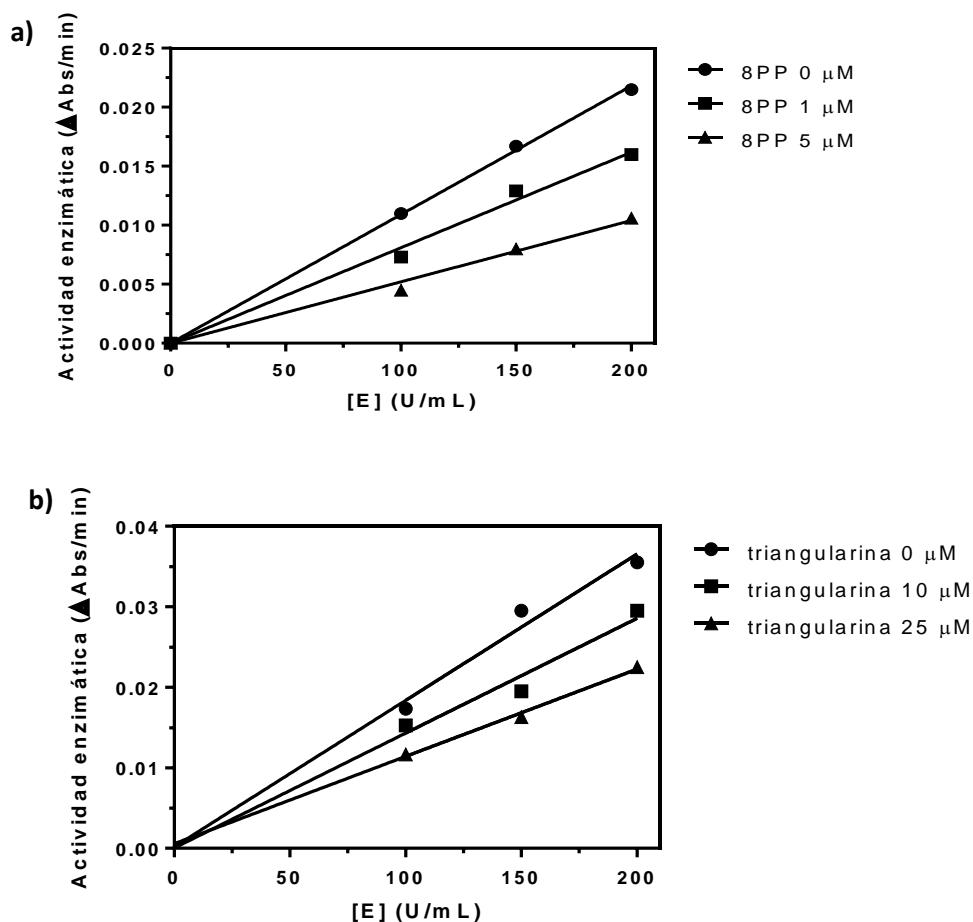 a)
Actividad enzimática (▲Abs/min)
0.025
0.020
0.015
0.010
0.005
0.000
0 50 100 150 200
[E] (U/mL)
8PP 0 μM
8PP 1 μM
8PP 5 μM
b)
Actividad enzimática (▲Abs/min)
0.04
0.03
0.02
0.01
0.00
0 50 100 150 200
[E] (U/mL)
triangularina 0 μM
triangularina 10 μM
triangularina 25 μM